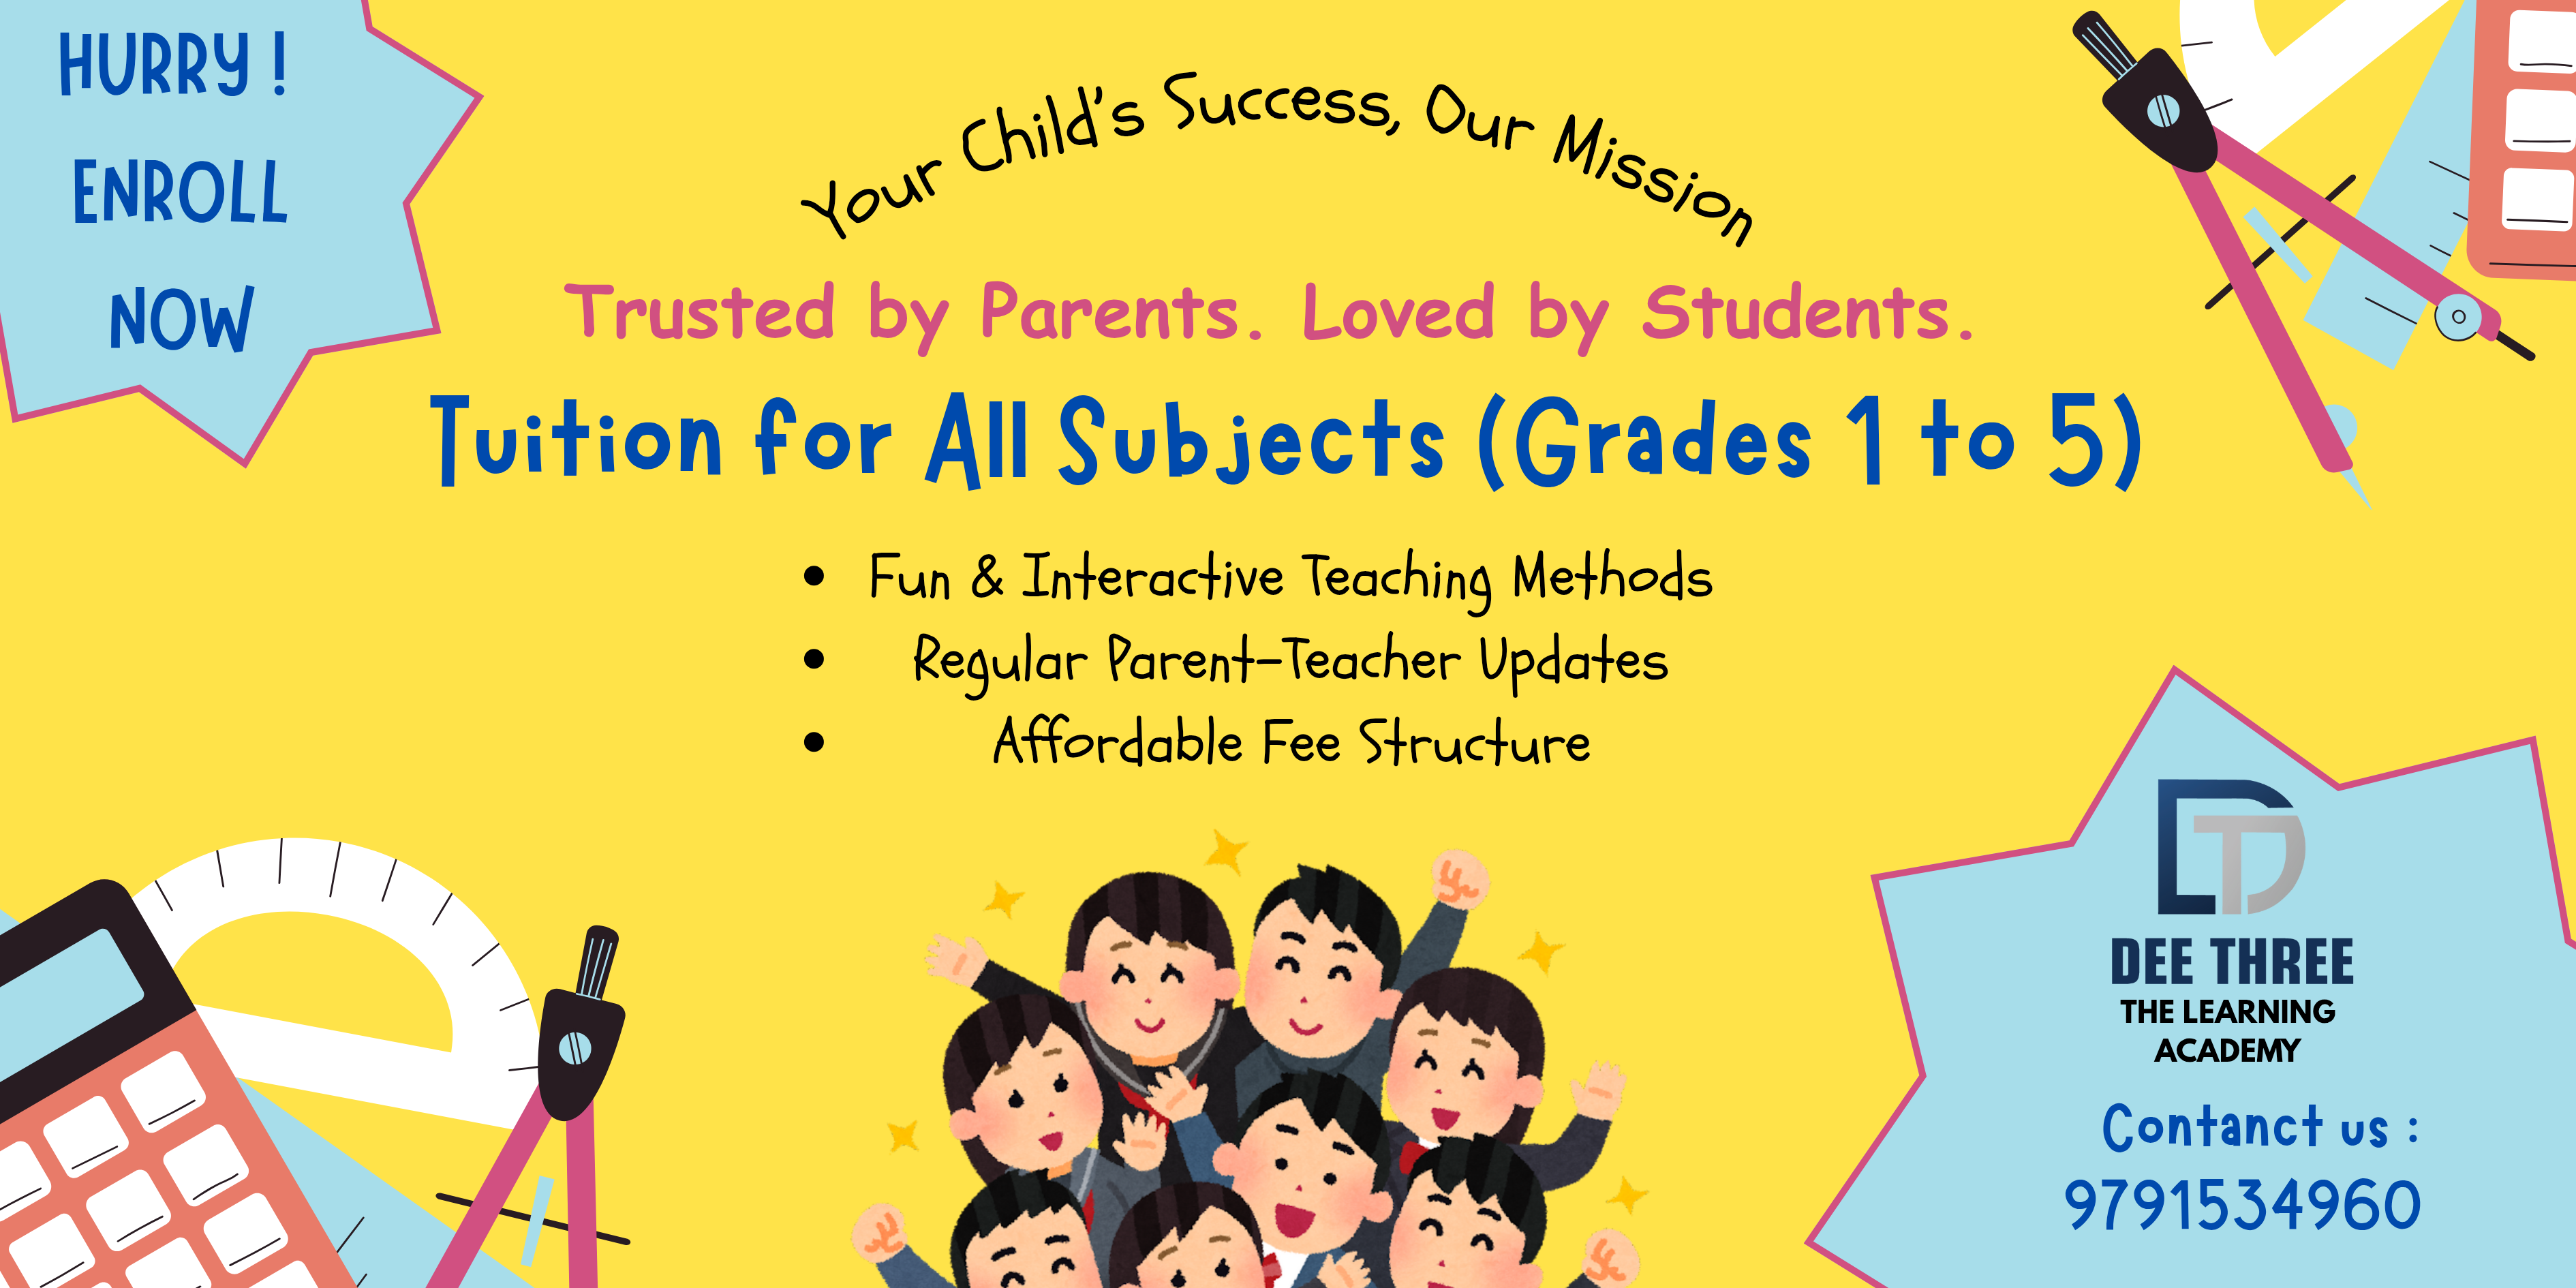 HURRY !
ENROLL
NOW
Your Child's Success, Our Mission
Trusted by Parents. Loved by Students.
Tuition for All Subjects (Grades 1 to 5)
• Fun & Interactive Teaching Methods
• Regular Parent-Teacher Updates
• Affordable Fee Structure
DEE THREE
THE LEARNING
ACADEMY
Contanct us :
9791534960